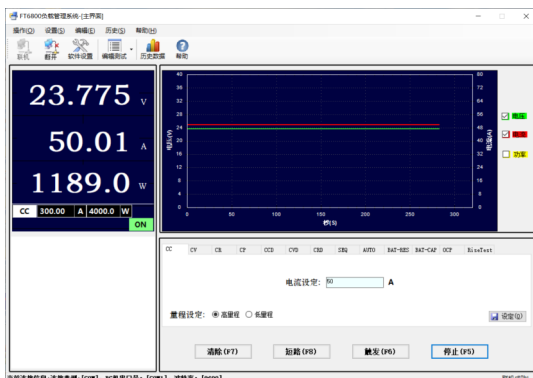 FT6800负载管理系统-[主界面]
操作(O) 设置(S) 编辑(E) 历史(S) 帮助(H)
联机 断开 软件设置 编辑测试 历史数据 帮助
23.775 V
50.01 A
1189.0 W
CC 300.00 A 4000.0 W
ON
40 36 32 28 24 20 16 12 8 4 0
电压(V)
80 72 64 56 48 40 32 24 16 8 0
电流(A)
0 50 100 150 200 250 300
秒(S)
电压
电流
功率
CC CV CR CP CCD CVD CRD SEQ AUTO BAT-RES BAT-CAP OCP RiseTest
电流设定: 50 A
量程设定: 高量程 低量程
设定(Q)
清除(F7) 短路(F8) 触发(F6) 停止(F5)